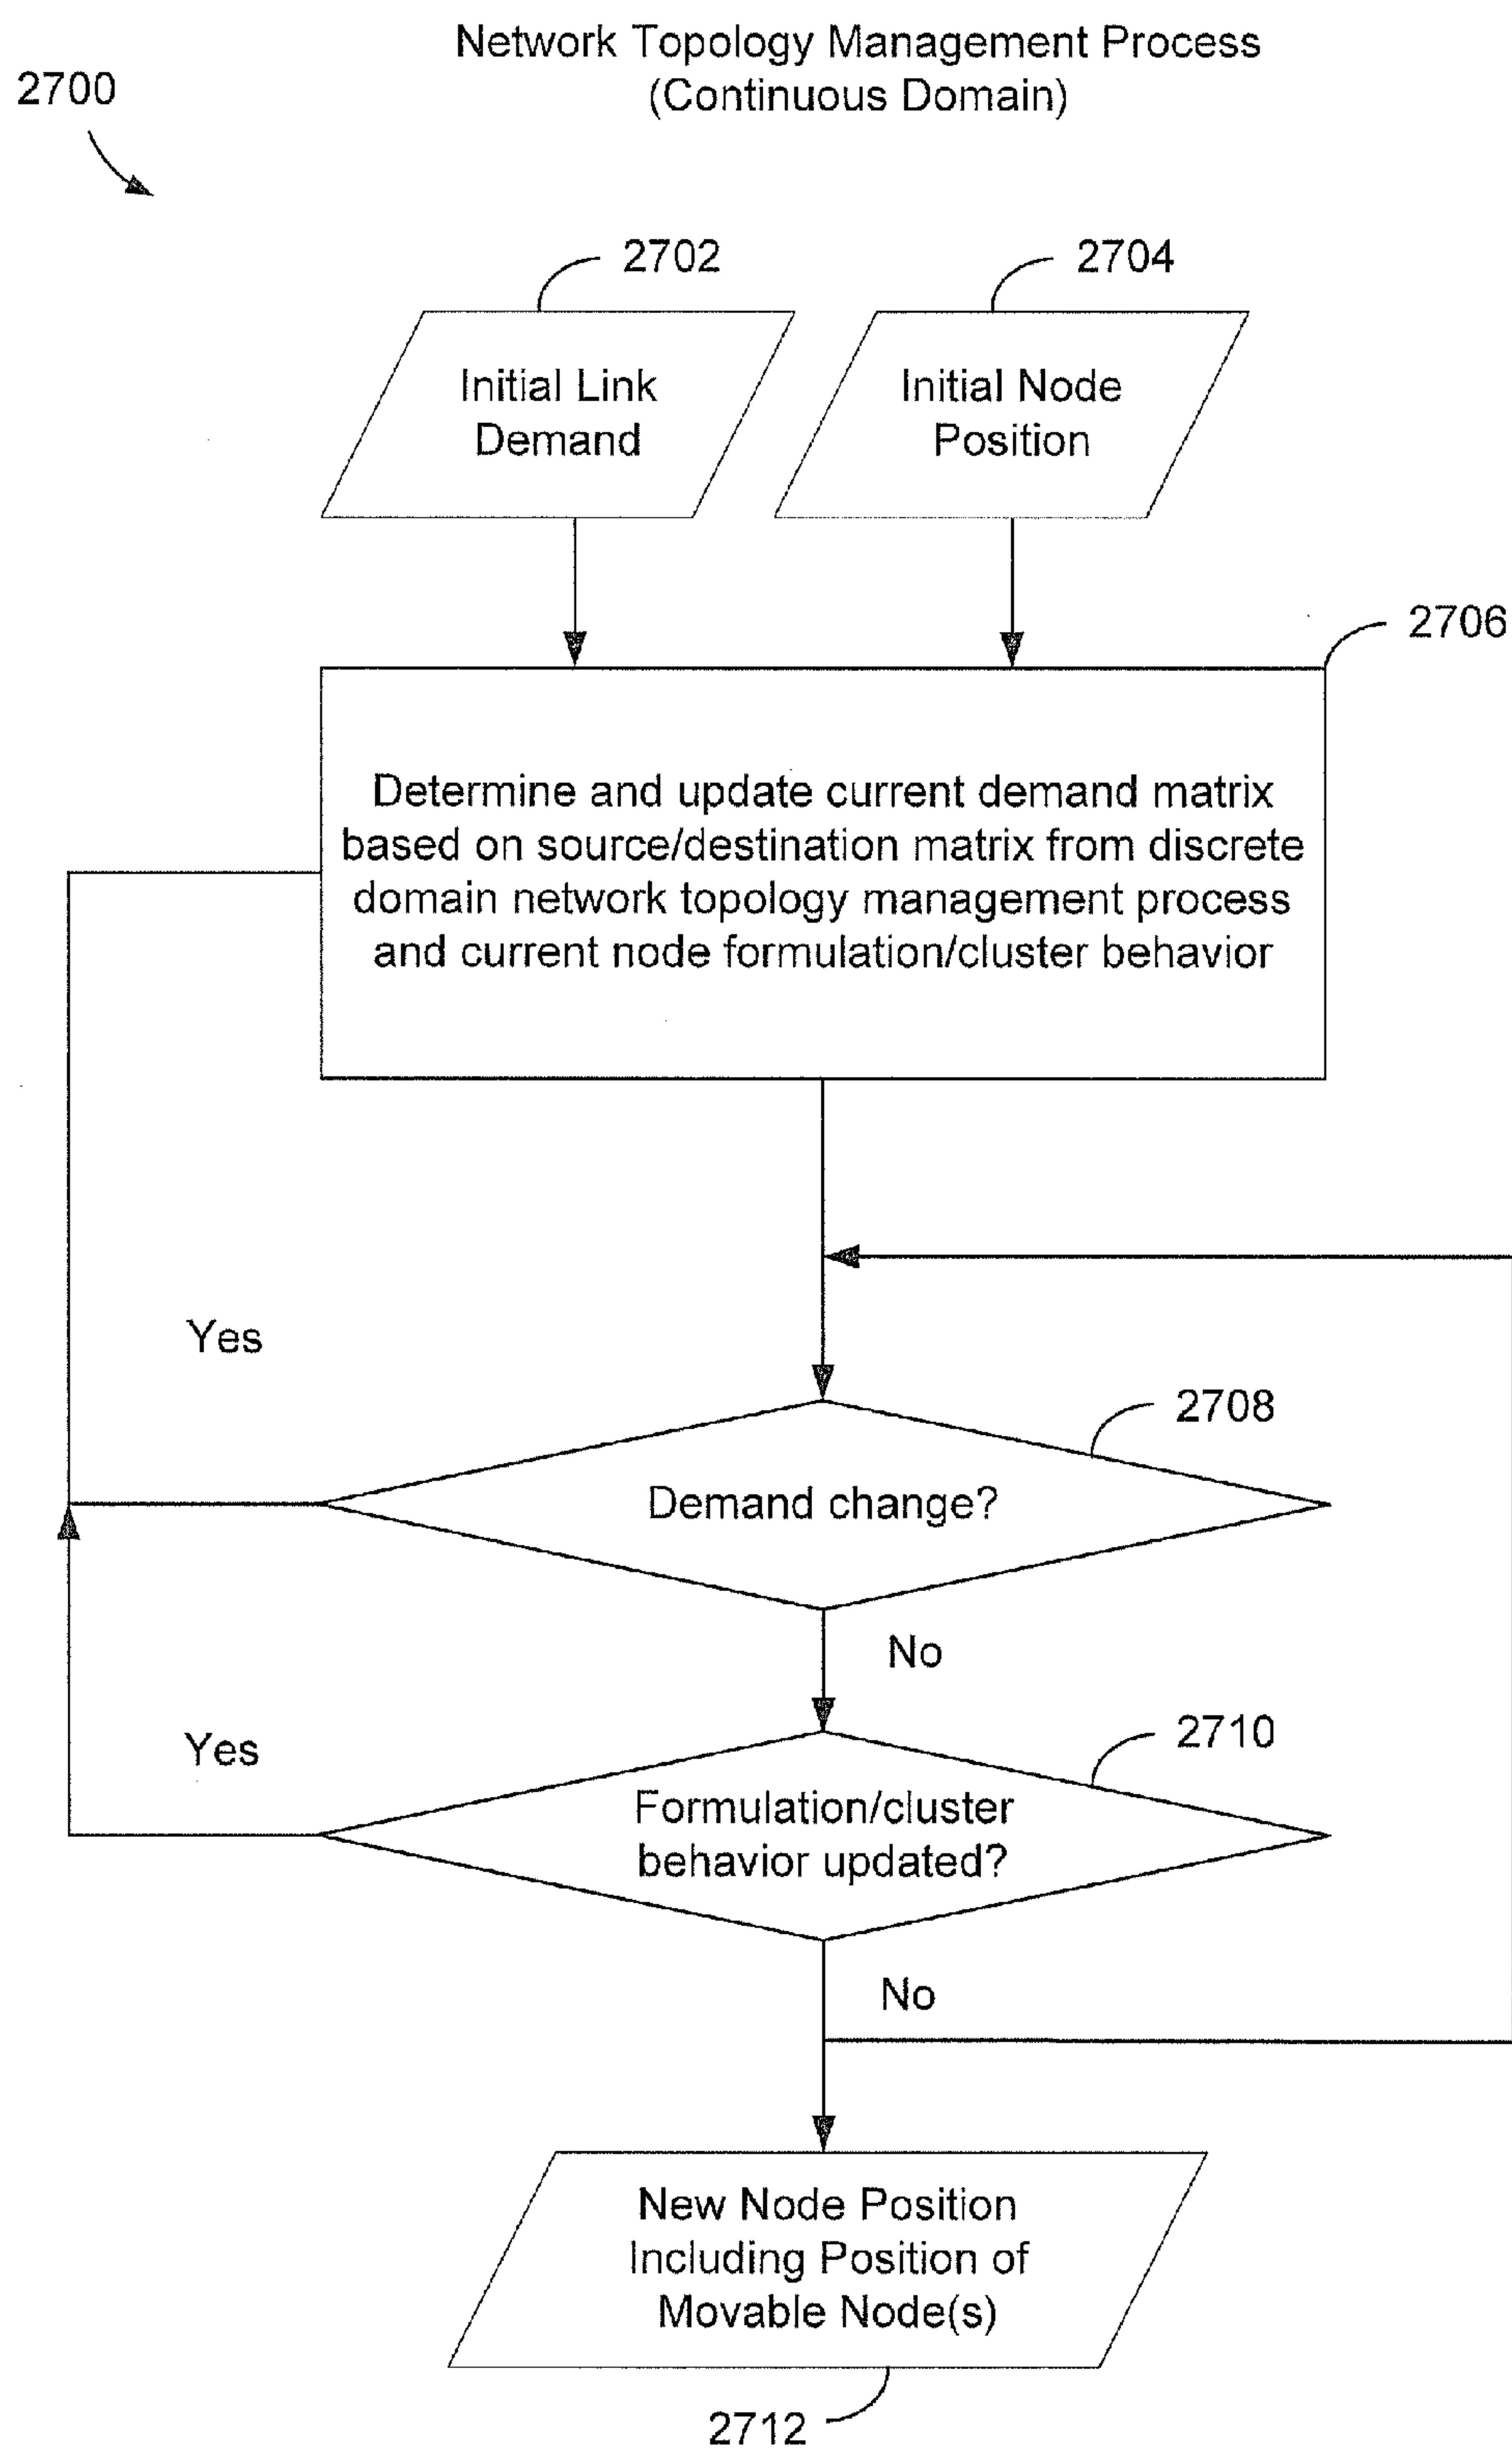 Network Topology Management Process
(Continuous Domain)
2700
2702
2704
Initial Link
Demand
Initial Node
Position
2706
Determine and update current demand matrix
based on source/destination matrix from discrete
domain network topology management process
and current node formulation/cluster behavior
Yes
2708
Demand change?
No
Yes
2710
Formulation/cluster
behavior updated?
No
New Node Position
Including Position of
Movable Node(s)
2712